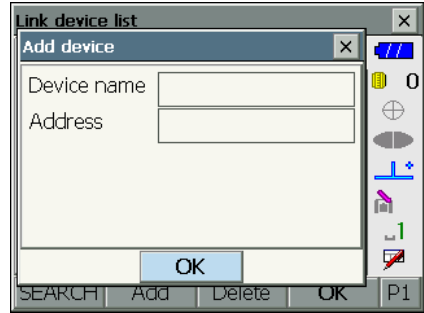 Link device list
Add device
0
Device name
Address
1
OK
SEARCH Add Delete OK P1